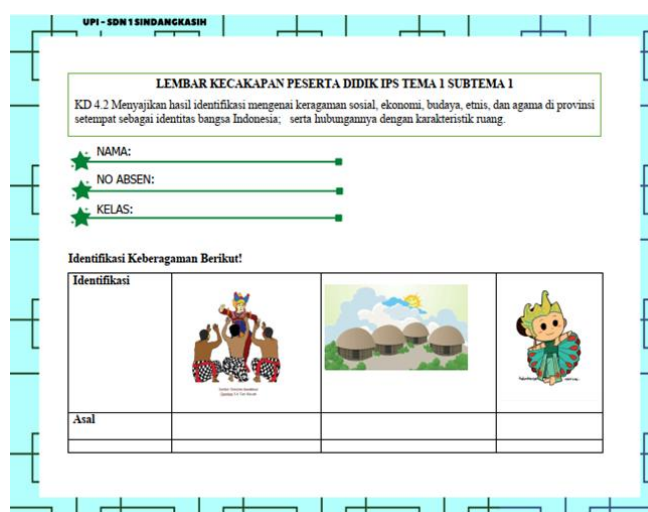 UPI - SDN 1 SINDANGKASIH
LEMBAR KECAKAPAN PESERTA DIDIK IPS TEMA 1 SUBTEMA 1
KD 4.2 Menyajikan hasil identifikasi mengenai keragaman sosial, ekonomi, budaya, etnis, dan agama di provinsi
setempat sebagai identitas bangsa Indonesia; serta hubungannya dengan karakteristik ruang.
NAMA:
NO ABSEN:
KELAS:
Identifikasi Keberagaman Berikut!
Identifikasi
Asal